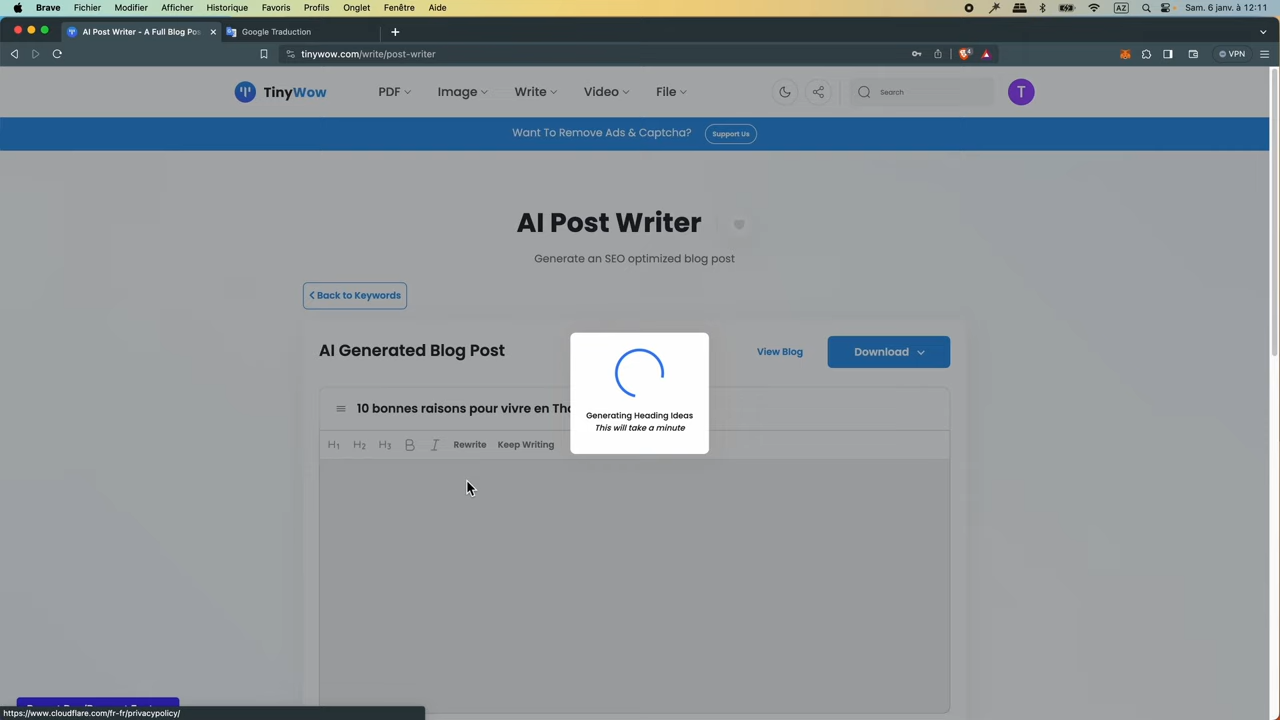 Brave Fichier Modifier Afficher Historique Favoris Profils Onglet Fenêtre Aide AZ Sam. 6 janv. à 12:11
AI Post Writer - A Full Blog Pos Google Traduction
tinywow.com/write/post-writer 4 VPN
TinyWow PDF Image Write Video File Search T
Want To Remove Ads & Captcha? Support Us
AI Post Writer
Generate an SEO optimized blog post
Back to Keywords
AI Generated Blog Post View Blog Download
10 bonnes raisons pour vivre en
Generating Heading Ideas
This will take a minute
H1 H2 H3 B I Rewrite Keep Writing
https://www.cloudflare.com/fr-fr/privacypolicy/